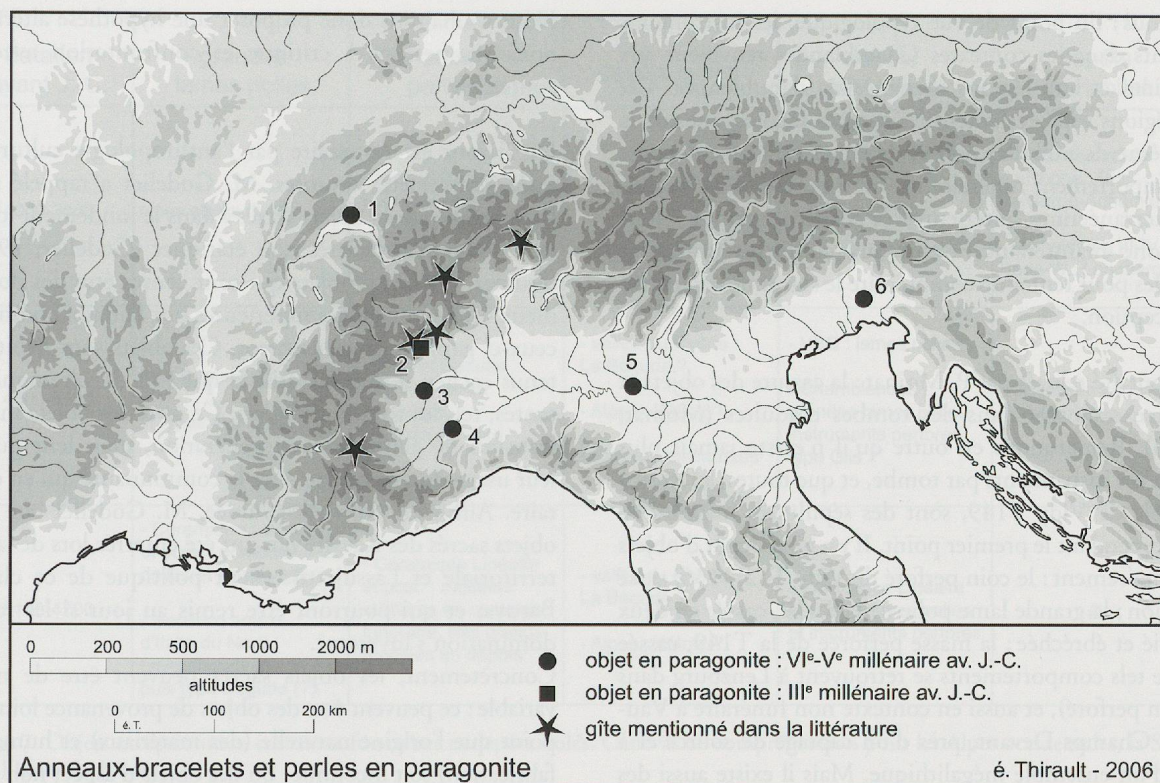 1
6
2
5
3
4
0 200 500 1000 2000 m
altitudes
é. T. 100 200 km
objet en paragonite : VIe-Ve millénaire av. J.-C.
objet en paragonite : IIIe millénaire av. J.-C.
gîte mentionné dans la littérature
Anneaux-bracelets et perles en paragonite
é. Thirault - 2006